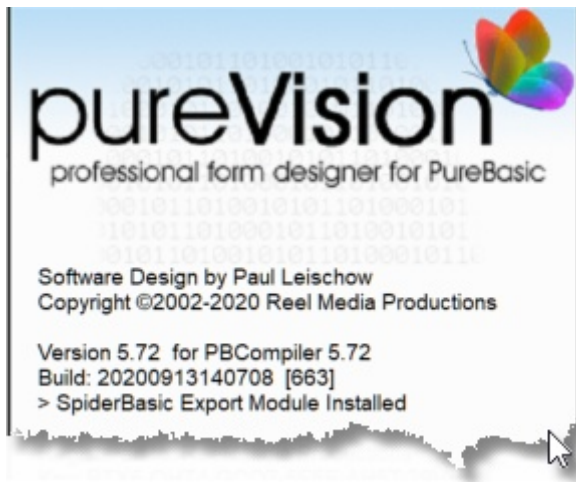 pureVision
professional form designer for PureBasic
Software Design by Paul Leischow
Copyright ©2002-2020 Reel Media Productions
Version 5.72 for PBCompiler 5.72
Build: 20200913140708 [663]
> SpiderBasic Export Module Installed